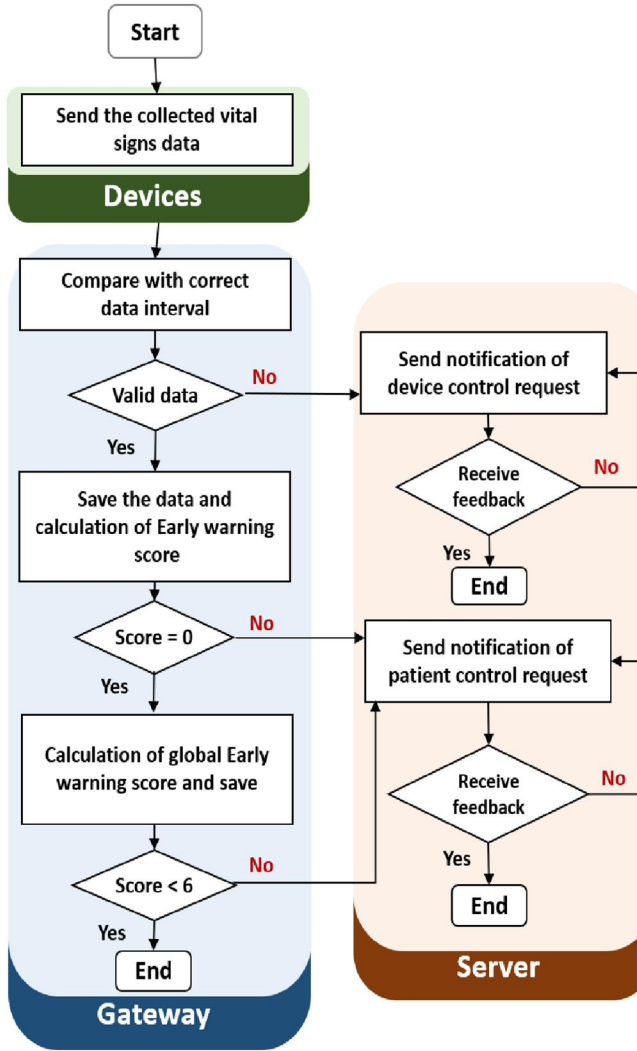 Start
Send the collected vital
signs data
Devices
Compare with correct
data interval
Valid data
No
Yes
Save the data and
calculation of Early warning
score
Score = 0
No
Yes
Calculation of global Early
warning score and save
Score < 6
No
Yes
End
Gateway
Send notification of
device control request
Receive
feedback
No
Yes
End
Send notification of
patient control request
Receive
feedback
No
Yes
End
Server